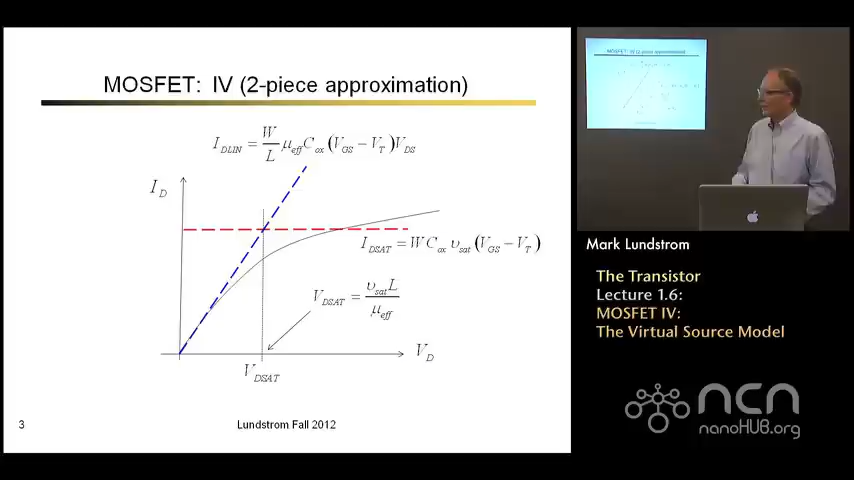 MOSFET: IV (2-piece approximation)
I_DLIN = W/L μ_eff C_ox (V_GS − V_T) V_DS
I_D
I_DSAT = W C_ox υ_sat (V_GS − V_T)
V_DSAT = υ_sat L / μ_eff
V_D
V_DSAT
3
Lundstrom Fall 2012
MOSFET: IV (2-piece approximation)
Mark Lundstrom
The Transistor
Lecture 1.6:
MOSFET IV:
The Virtual Source Model
ncn
nanoHUB.org